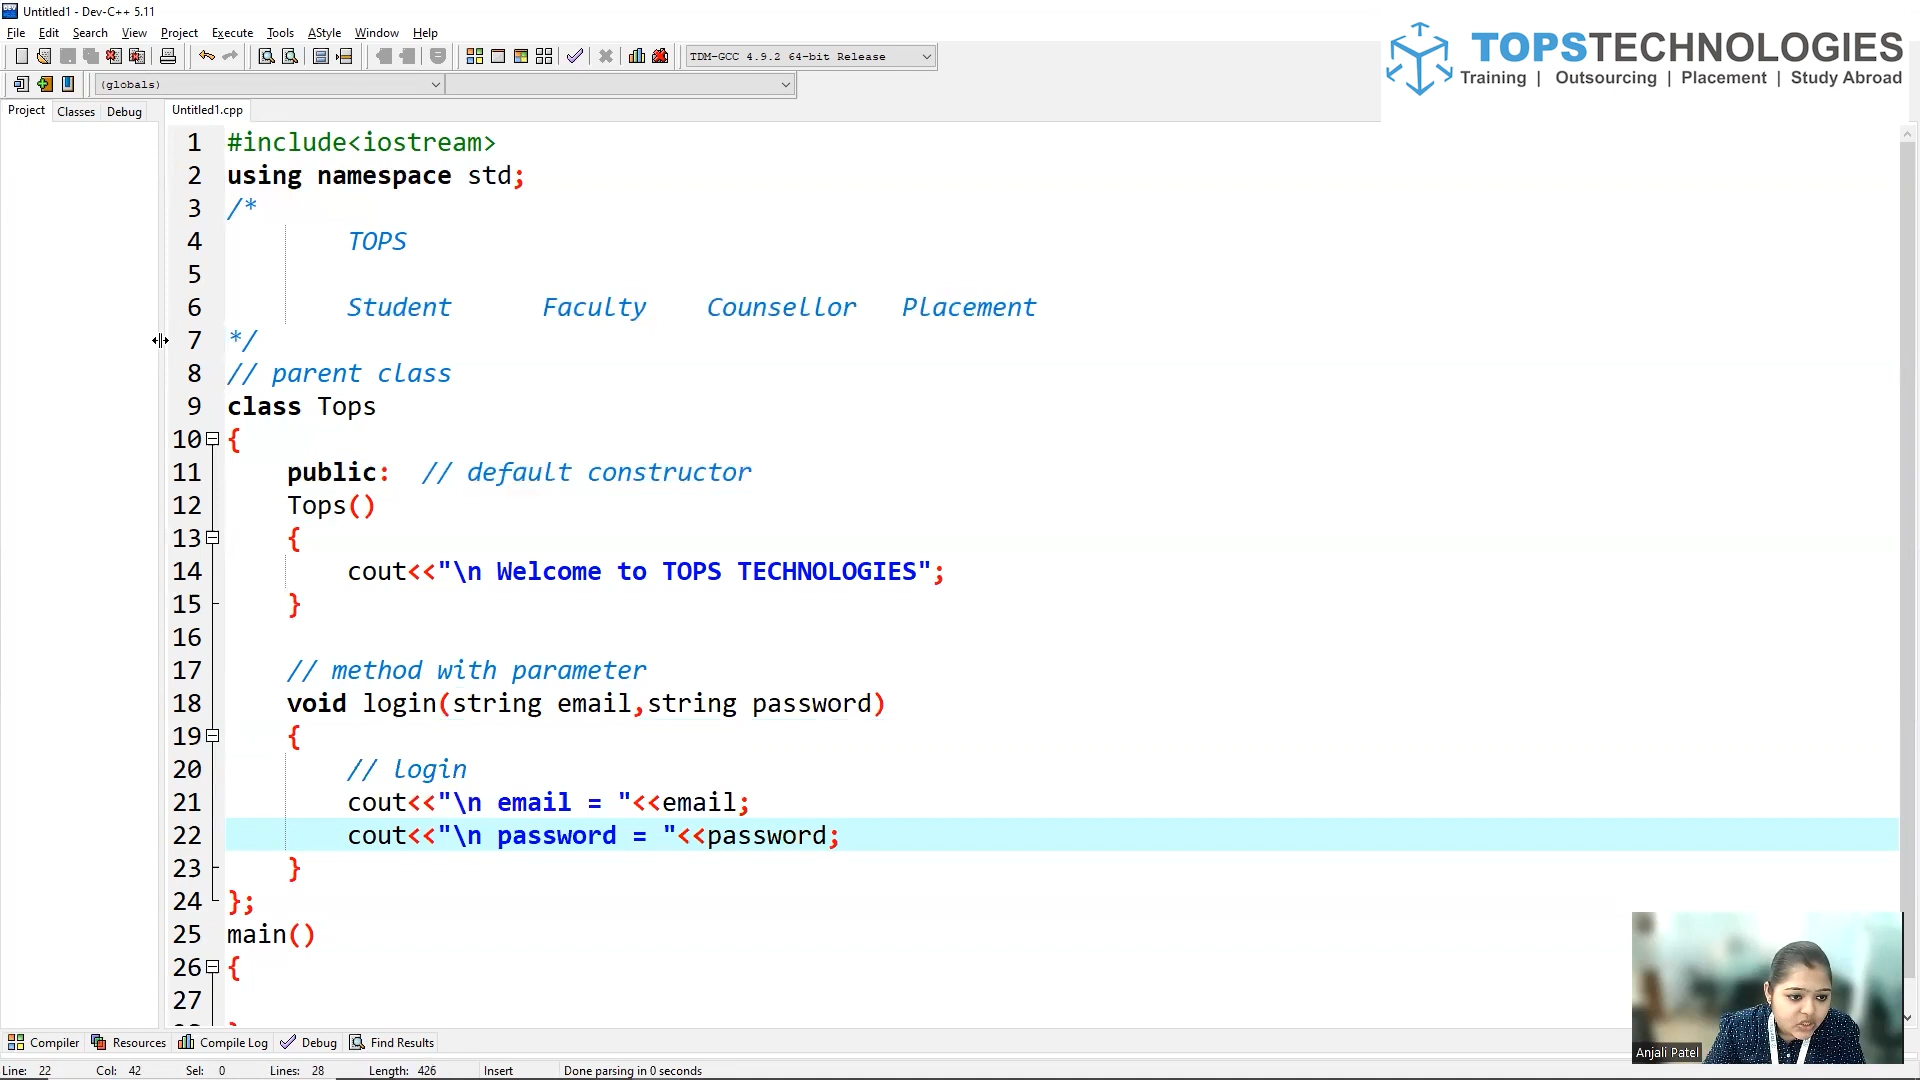 Untitled1 - Dev-C++ 5.11
File Edit Search View Project Execute Tools AStyle Window Help
TDM-GCC 4.9.2 64-bit Release
(globals)
TOPSTECHNOLOGIES
Training | Outsourcing | Placement | Study Abroad
Project Classes Debug
Untitled1.cpp
1 #include<iostream>
2 using namespace std;
3 /*
4 TOPS
5
6 Student Faculty Counsellor Placement
7 */
8 // parent class
9 class Tops
10 {
11 public: // default constructor
12 Tops()
13 {
14 cout<<"\n Welcome to TOPS TECHNOLOGIES";
15 }
16
17 // method with parameter
18 void login(string email,string password)
19 {
20 // login
21 cout<<"\n email = "<<email;
22 cout<<"\n password = "<<password;
23 }
24 };
25 main()
26 {
27
Anjali Patel
Compiler Resources Compile Log Debug Find Results
Line: 22 Col: 42 Sel: 0 Lines: 28 Length: 426 Insert Done parsing in 0 seconds